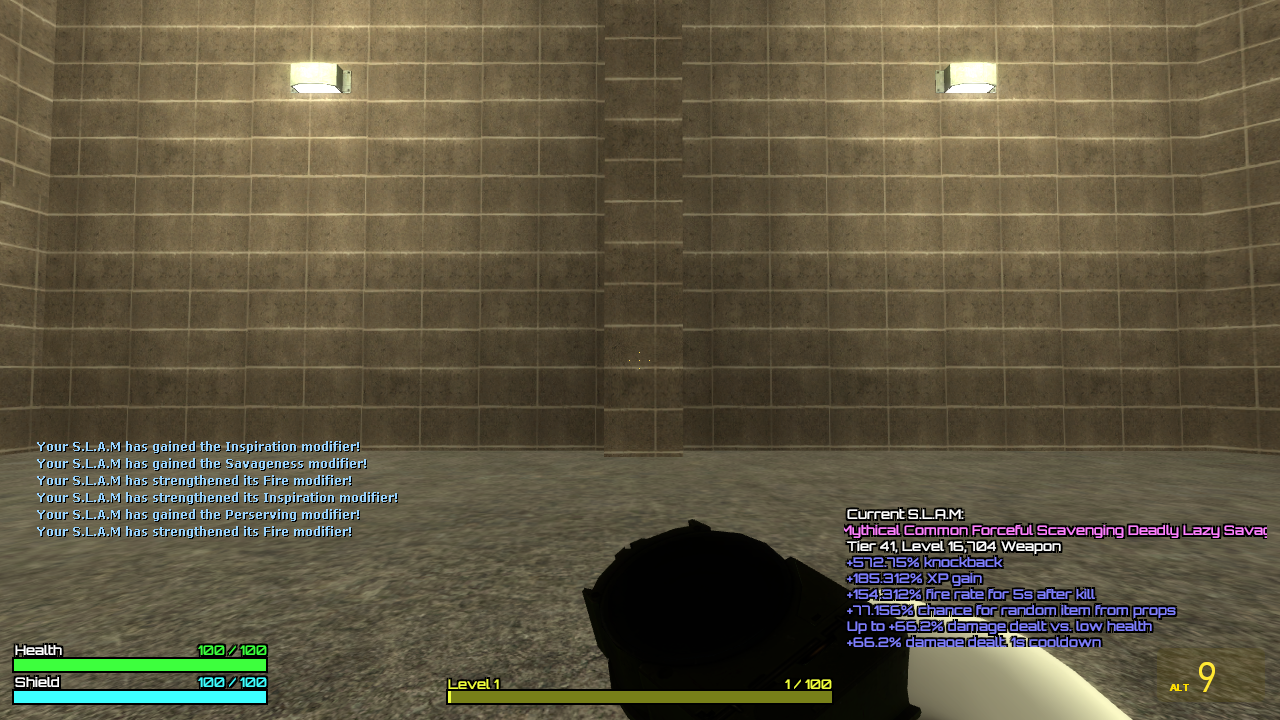 Your S.L.A.M has gained the Inspiration modifier!
Your S.L.A.M has gained the Savageness modifier!
Your S.L.A.M has strengthened its Fire modifier!
Your S.L.A.M has strengthened its Inspiration modifier!
Your S.L.A.M has gained the Perserving modifier!
Your S.L.A.M has strengthened its Fire modifier!
Current S.L.A.M:
Mythical Common Forceful Scavenging Deadly Lazy Savag
Tier 41, Level 16,704 Weapon
+572.75% knockback
+185.312% XP gain
+154.312% fire rate for 5s after kill
+77.156% chance for random item from props
Up to +66.2% damage dealt vs. low health
+66.2% damage dealt, 1s cooldown
Health 100 / 100
Shield 100 / 100
Level 1 1 / 100
ALT 9